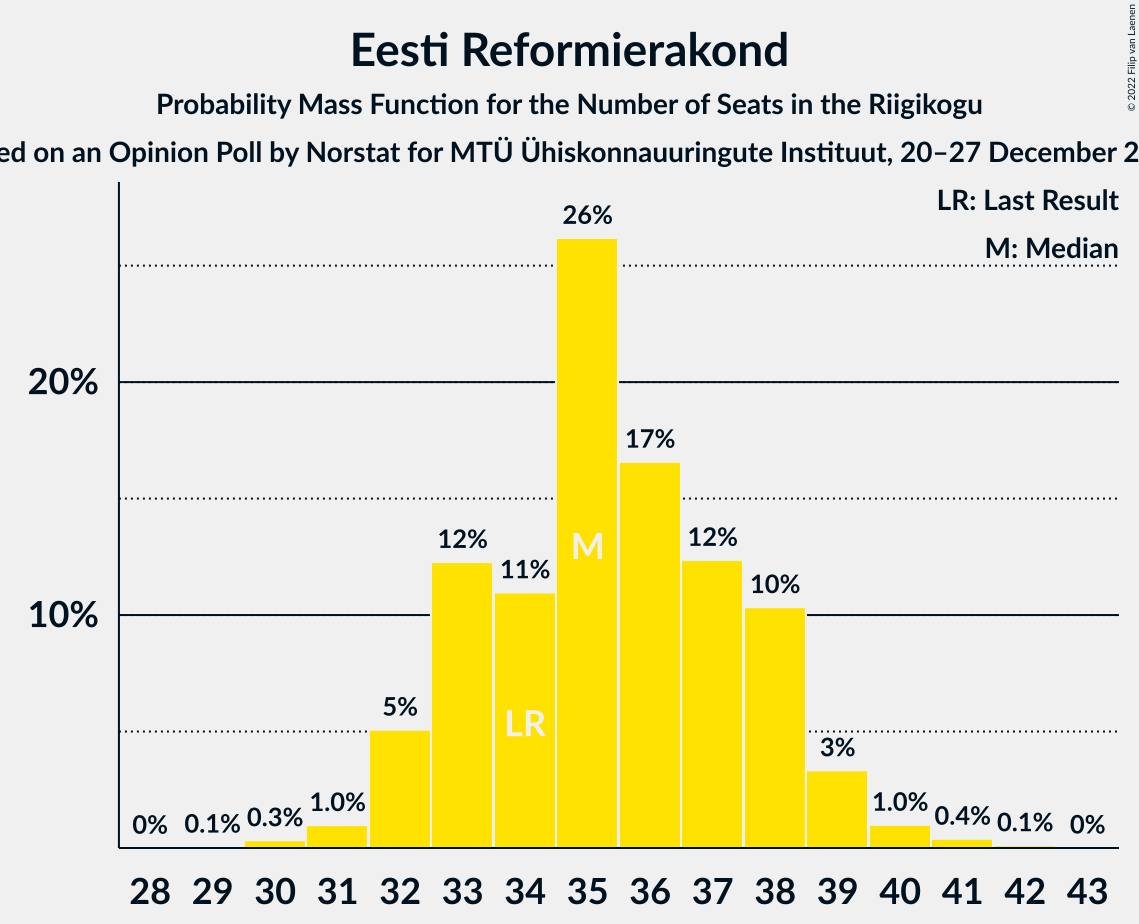 Eesti Reformierakond
Probability Mass Function for the Number of Seats in the Riigikogu
ed on an Opinion Poll by Norstat for MTÜ Ühiskonnauuringute Instituut, 20–27 December 2
© 2022 Filip van Laenen
LR: Last Result
M: Median
20%
10%
0%
0.1%
0.3%
1.0%
5%
12%
11%
26%
17%
12%
10%
3%
1.0%
0.4%
0.1%
0%
M
LR
28 29 30 31 32 33 34 35 36 37 38 39 40 41 42 43